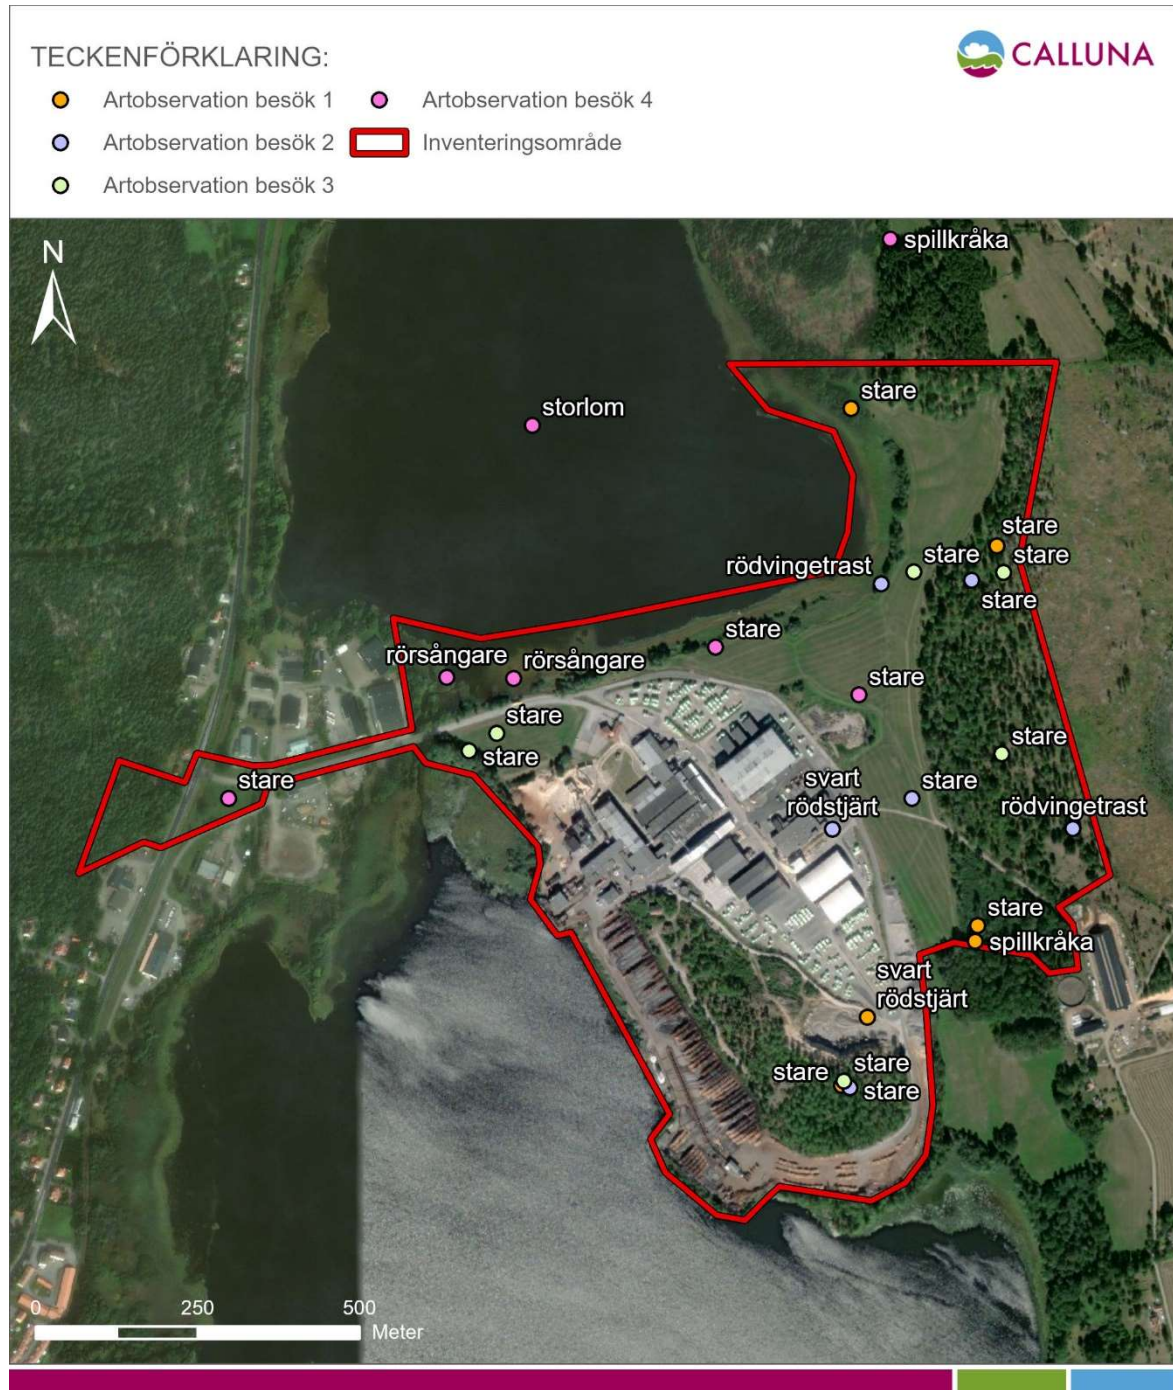 TECKENFÖRKLARING:
CALLUNA
Artobservation besök 1
Artobservation besök 4
Artobservation besök 2
Inventeringsområde
Artobservation besök 3
N
spillkråka
stare
storlom
stare
stare
stare
rödvingetrast
stare
stare
rörsångare
rörsångare
stare
stare
stare
stare
svart
rödstjärt
stare
stare
rödvingetrast
stare
spillkråka
svart
rödstjärt
stare
stare
stare
0
250
500
Meter